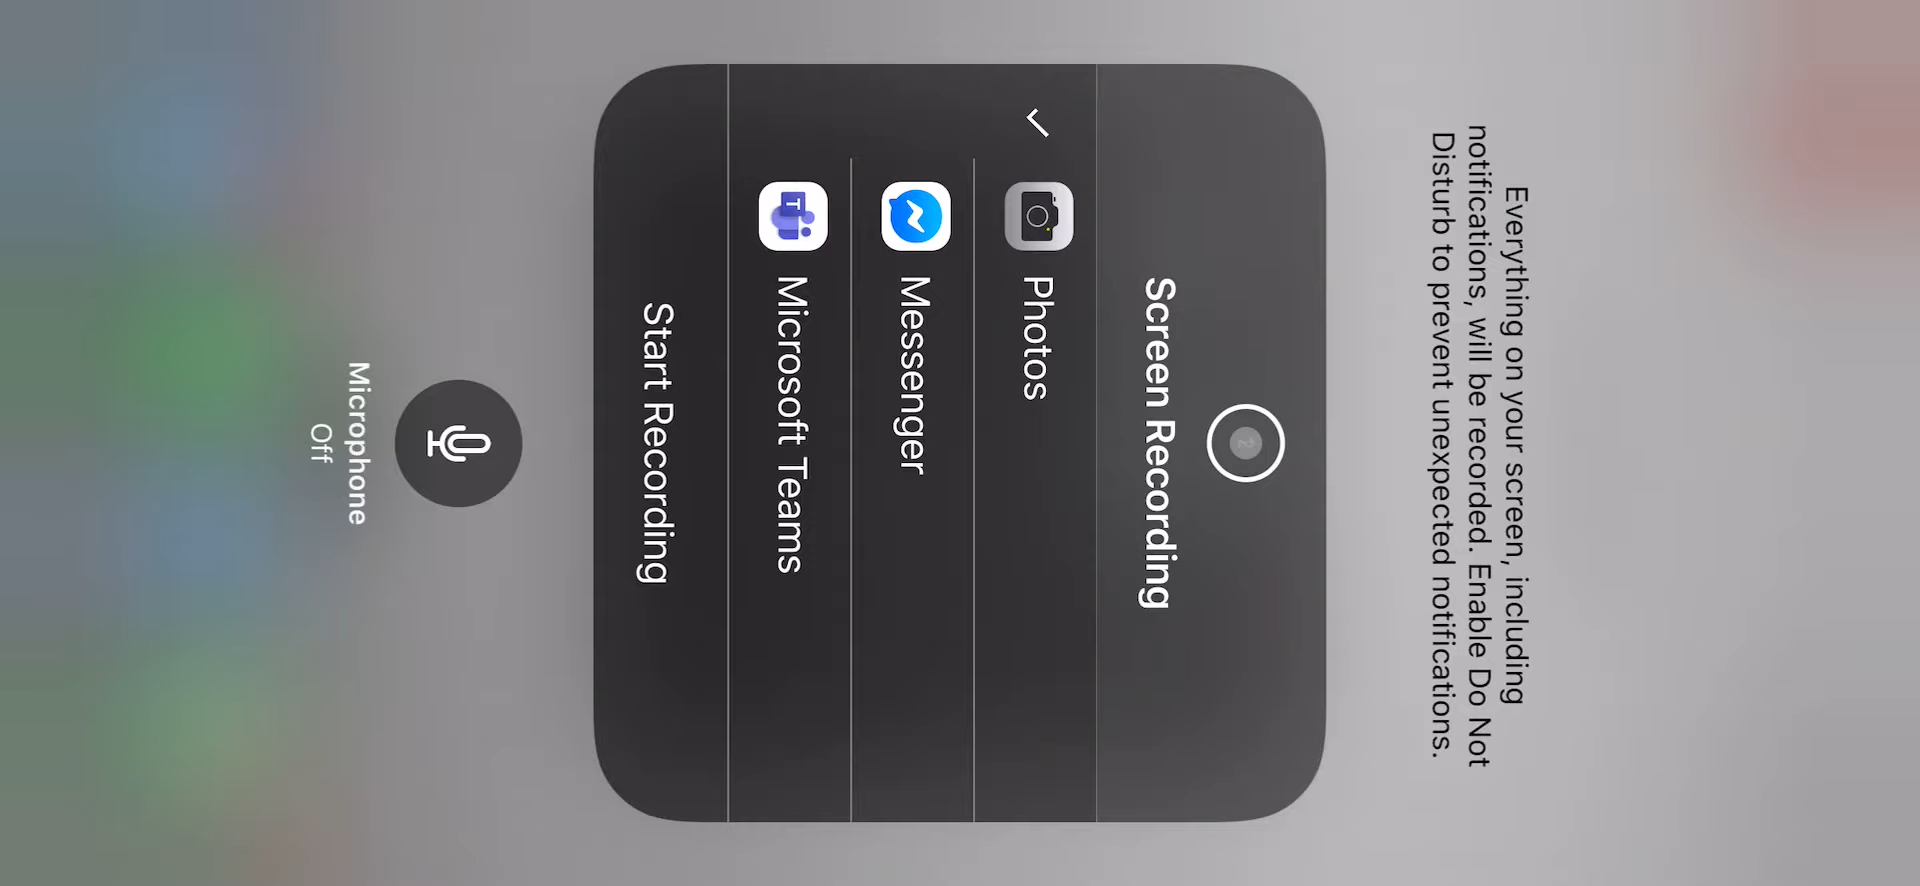 Everything on your screen, including
notifications, will be recorded. Enable Do Not
Disturb to prevent unexpected notifications.
2
Screen Recording
Photos
Messenger
T
Microsoft Teams
Start Recording
Microphone
Off